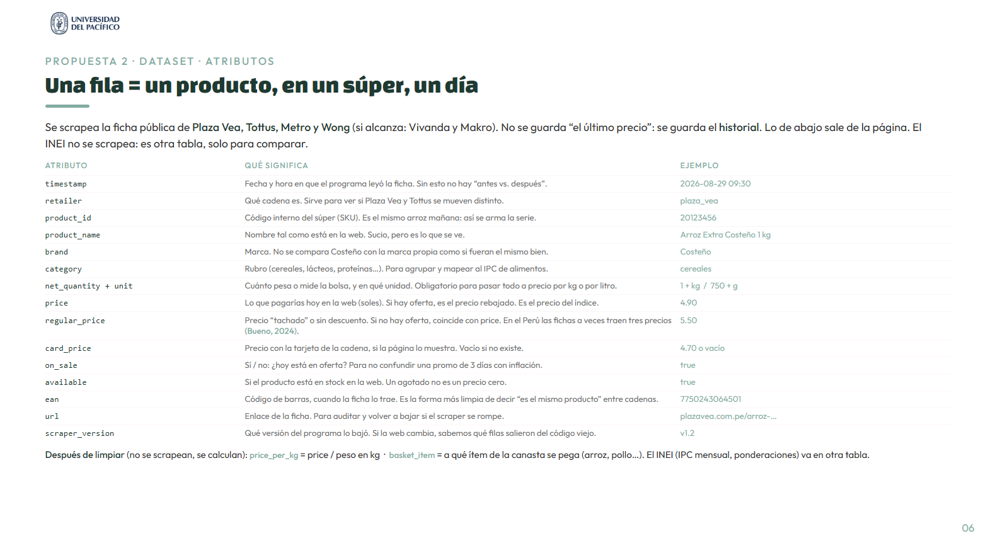 UNIVERSIDAD
DEL PACÍFICO
PROPUESTA 2 · DATASET · ATRIBUTOS
Una fila = un producto, en un súper, un día
Se scrapea la ficha pública de Plaza Vea, Tottus, Metro y Wong (si alcanza: Vivanda y Makro). No se guarda “el último precio”: se guarda el historial. Lo de abajo sale de la página. El
INEI no se scrapea: es otra tabla, solo para comparar.
ATRIBUTO QUÉ SIGNIFICA EJEMPLO
timestamp Fecha y hora en que el programa leyó la ficha. Sin esto no hay “antes vs. después”. 2026-08-29 09:30
retailer Qué cadena es. Sirve para ver si Plaza Vea y Tottus se mueven distinto. plaza_vea
product_id Código interno del súper (SKU). Es el mismo arroz mañana: así se arma la serie. 20123456
product_name Nombre tal como está en la web. Sucio, pero es lo que se ve. Arroz Extra Costeño 1 kg
brand Marca. No se compara Costeño con la marca propia como si fueran el mismo bien. Costeño
category Rubro (cereales, lácteos, proteínas…). Para agrupar y mapear al IPC de alimentos. cereales
net_quantity + unit Cuánto pesa o mide la bolsa, y en qué unidad. Obligatorio para pasar todo a precio por kg o por litro. 1 + kg / 750 + g
price Lo que pagarías hoy en la web (soles). Si hay oferta, es el precio rebajado. Es el precio del índice. 4.90
regular_price Precio “tachado” o sin descuento. Si no hay oferta, coincide con price. En el Perú las fichas a veces traen tres precios 5.50
(Bueno, 2024).
card_price Precio con la tarjeta de la cadena, si la página lo muestra. Vacío si no existe. 4.70 o vacío
on_sale Sí / no: ¿hoy está en oferta? Para no confundir una promo de 3 días con inflación. true
available Si el producto está en stock en la web. Un agotado no es un precio cero. true
ean Código de barras, cuando la ficha lo trae. Es la forma más limpia de decir “es el mismo producto” entre cadenas. 7750243064501
url Enlace de la ficha. Para auditar y volver a bajar si el scraper se rompe. plazavea.com.pe/arroz-…
scraper_version Qué versión del programa lo bajó. Si la web cambia, sabemos qué filas salieron del código viejo. v1.2
Después de limpiar (no se scrapean, se calculan): price_per_kg = price / peso en kg · basket_item = a qué ítem de la canasta se pega (arroz, pollo…). El INEI (IPC mensual, ponderaciones) va en otra tabla.
06